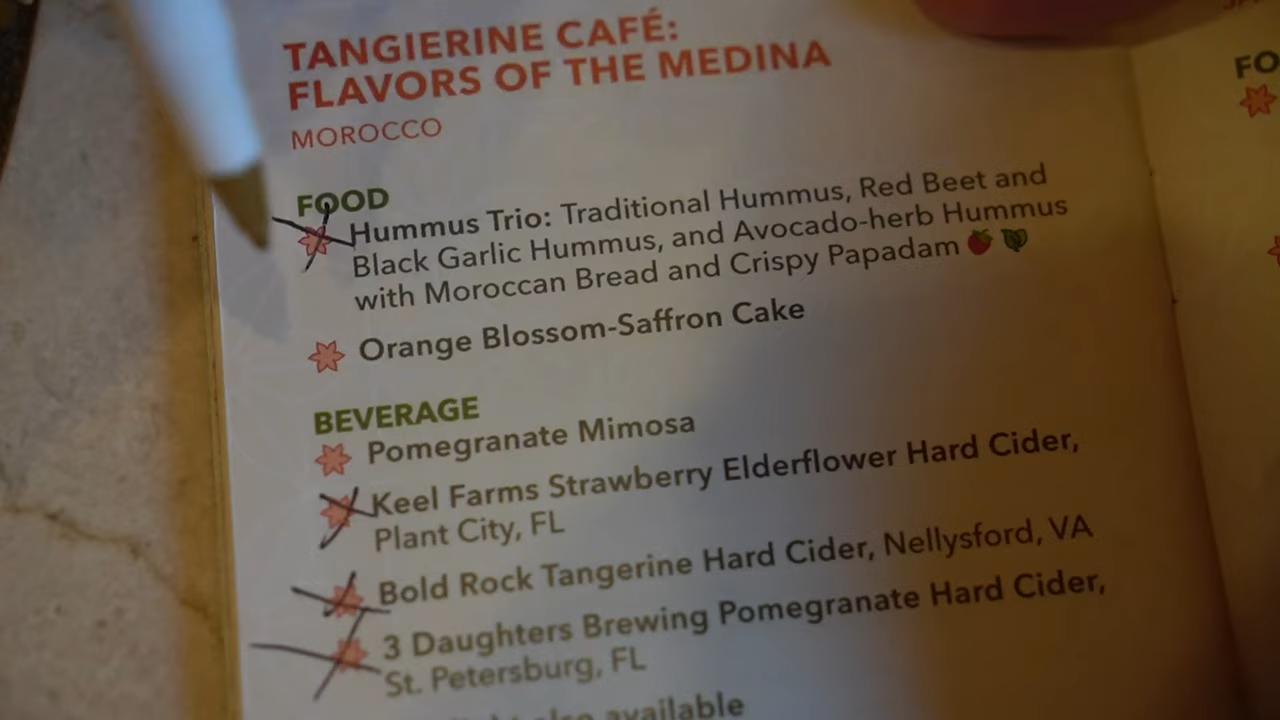 TANGIERINE CAFÉ:
FLAVORS OF THE MEDINA
MOROCCO
FOOD
Hummus Trio: Traditional Hummus, Red Beet and
Black Garlic Hummus, and Avocado-herb Hummus
with Moroccan Bread and Crispy Papadam
Orange Blossom-Saffron Cake
BEVERAGE
Pomegranate Mimosa
Keel Farms Strawberry Elderflower Hard Cider,
Plant City, FL
Bold Rock Tangerine Hard Cider, Nellysford, VA
3 Daughters Brewing Pomegranate Hard Cider,
St. Petersburg, FL
also available
FO